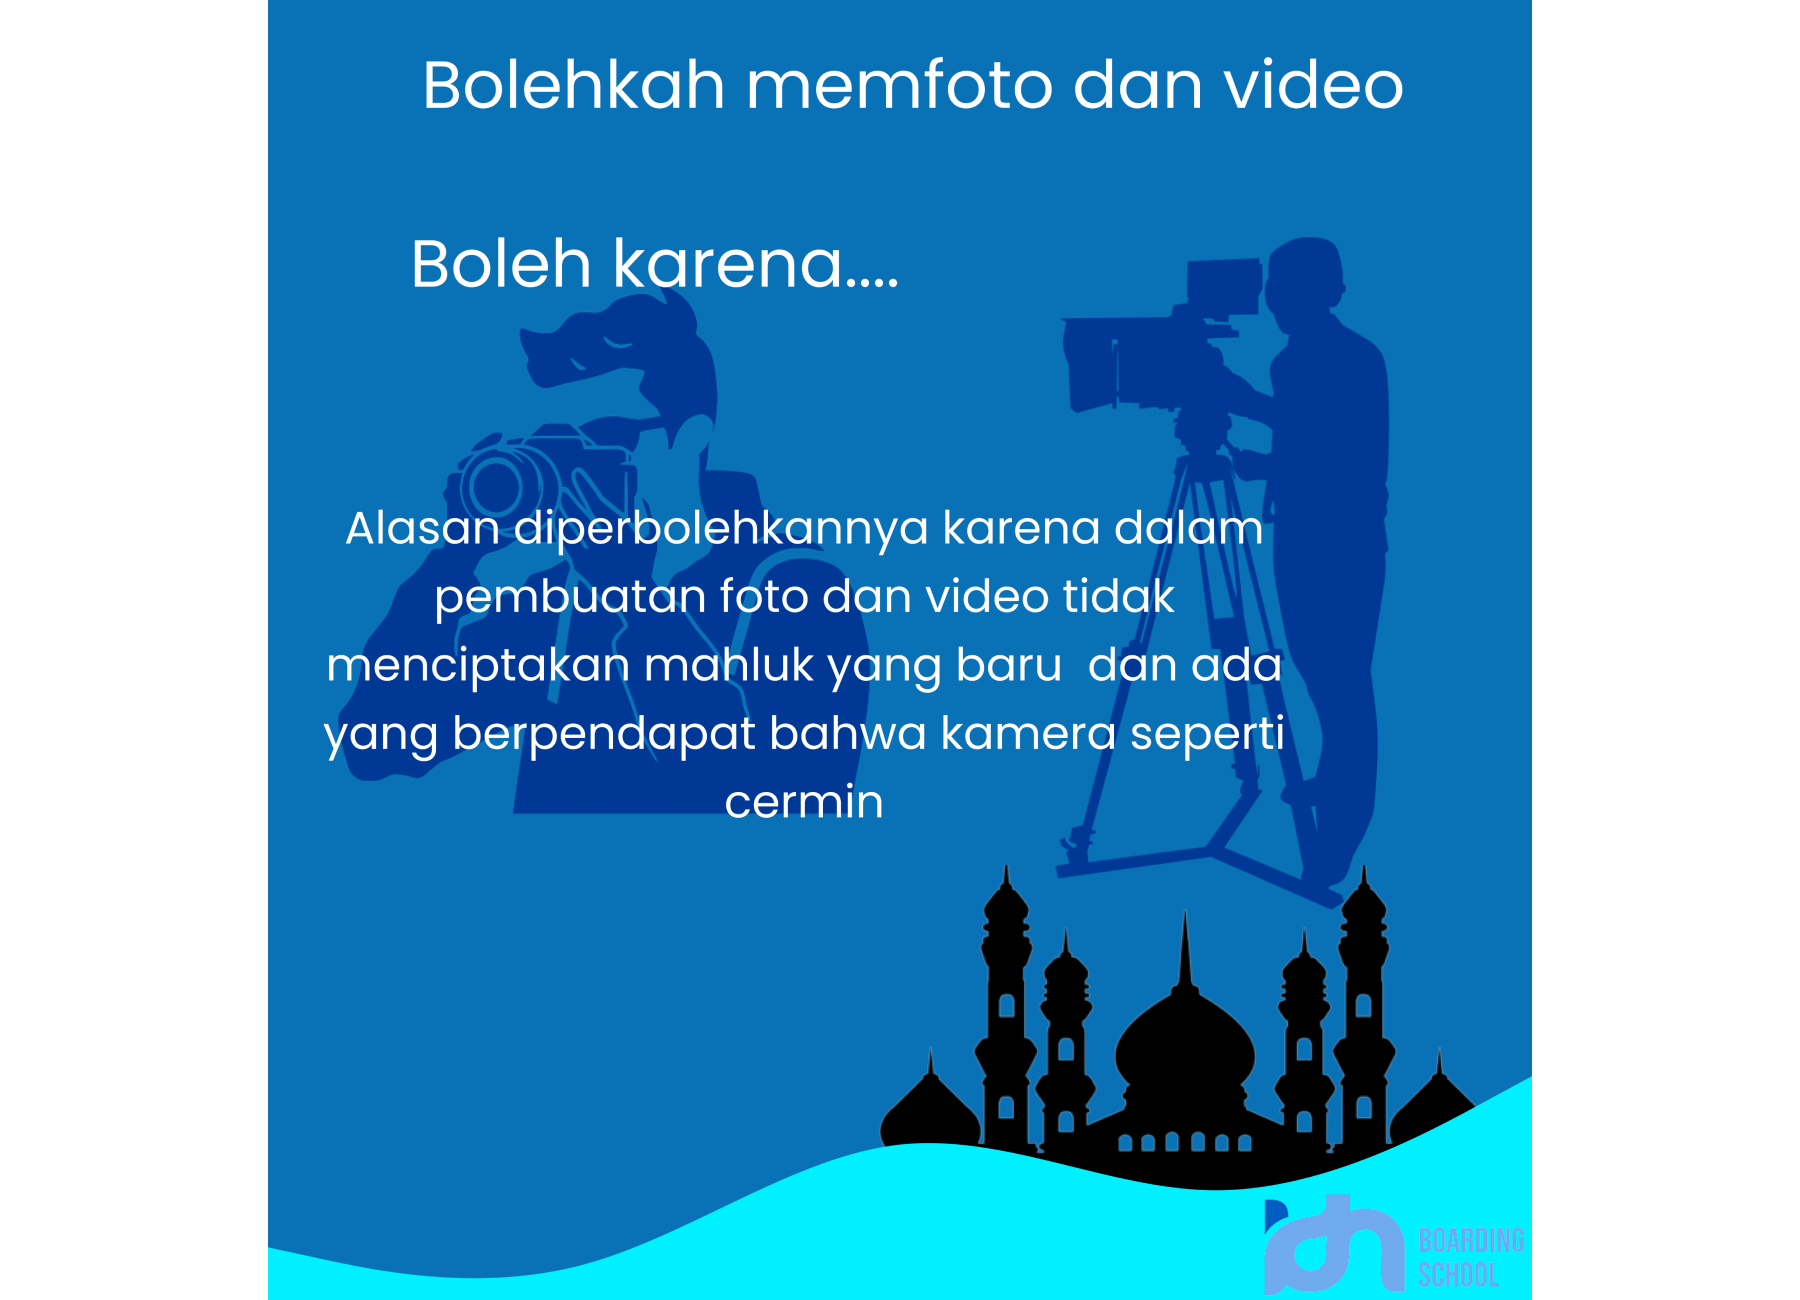 Bolehkah memfoto dan video
Boleh karena....
Alasan diperbolehkannya karena dalam
pembuatan foto dan video tidak
menciptakan mahluk yang baru  dan ada
yang berpendapat bahwa kamera seperti
cermin
BOARDING
SCHOOL